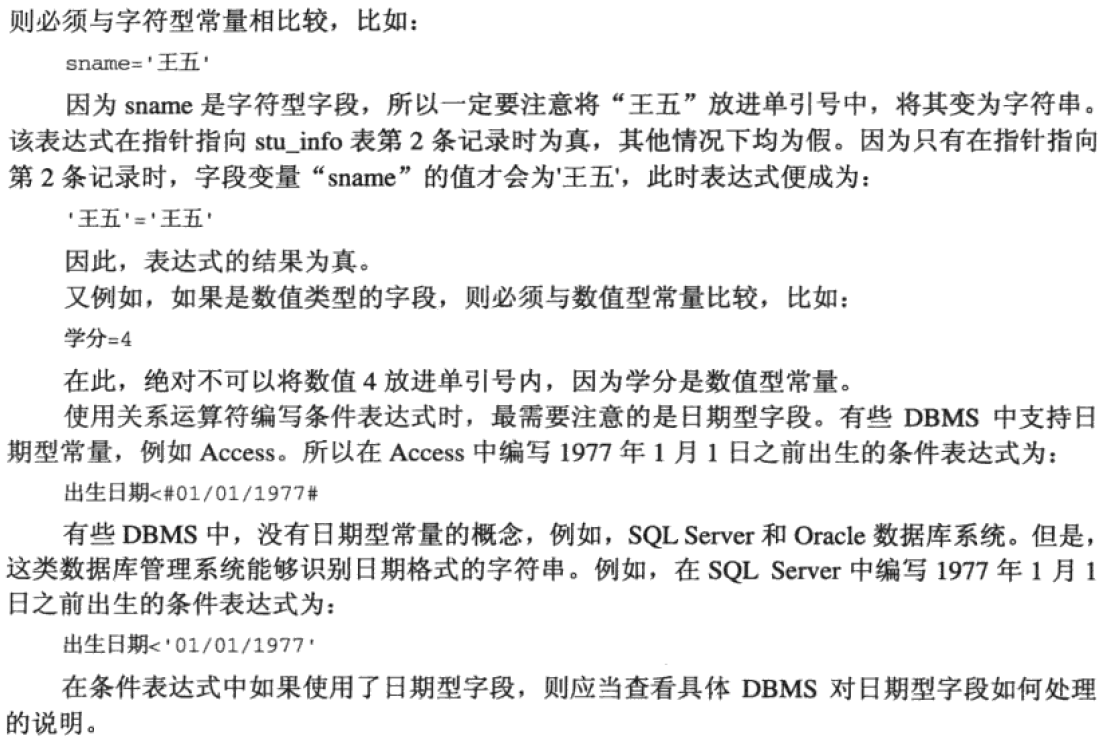 则必须与字符型常量相比较，比如：
sname='王五'
因为 sname 是字符型字段，所以一定要注意将“王五”放进单引号中，将其变为字符串。
该表达式在指针指向 stu_info 表第 2 条记录时为真，其他情况下均为假。因为只有在指针指向
第 2 条记录时，字段变量“sname”的值才会为'王五'，此时表达式便成为：
'王五'='王五'
因此，表达式的结果为真。
又例如，如果是数值类型的字段，则必须与数值型常量比较，比如：
学分=4
在此，绝对不可以将数值 4 放进单引号内，因为学分是数值型常量。
使用关系运算符编写条件表达式时，最需要注意的是日期型字段。有些 DBMS 中支持日
期型常量，例如 Access。所以在 Access 中编写 1977 年 1 月 1 日之前出生的条件表达式为：
出生日期<#01/01/1977#
有些 DBMS 中，没有日期型常量的概念，例如，SQL Server 和 Oracle 数据库系统。但是，
这类数据库管理系统能够识别日期格式的字符串。例如，在 SQL Server 中编写 1977 年 1 月 1
日之前出生的条件表达式为：
出生日期<'01/01/1977'
在条件表达式中如果使用了日期型字段，则应当查看具体 DBMS 对日期型字段如何处理
的说明。